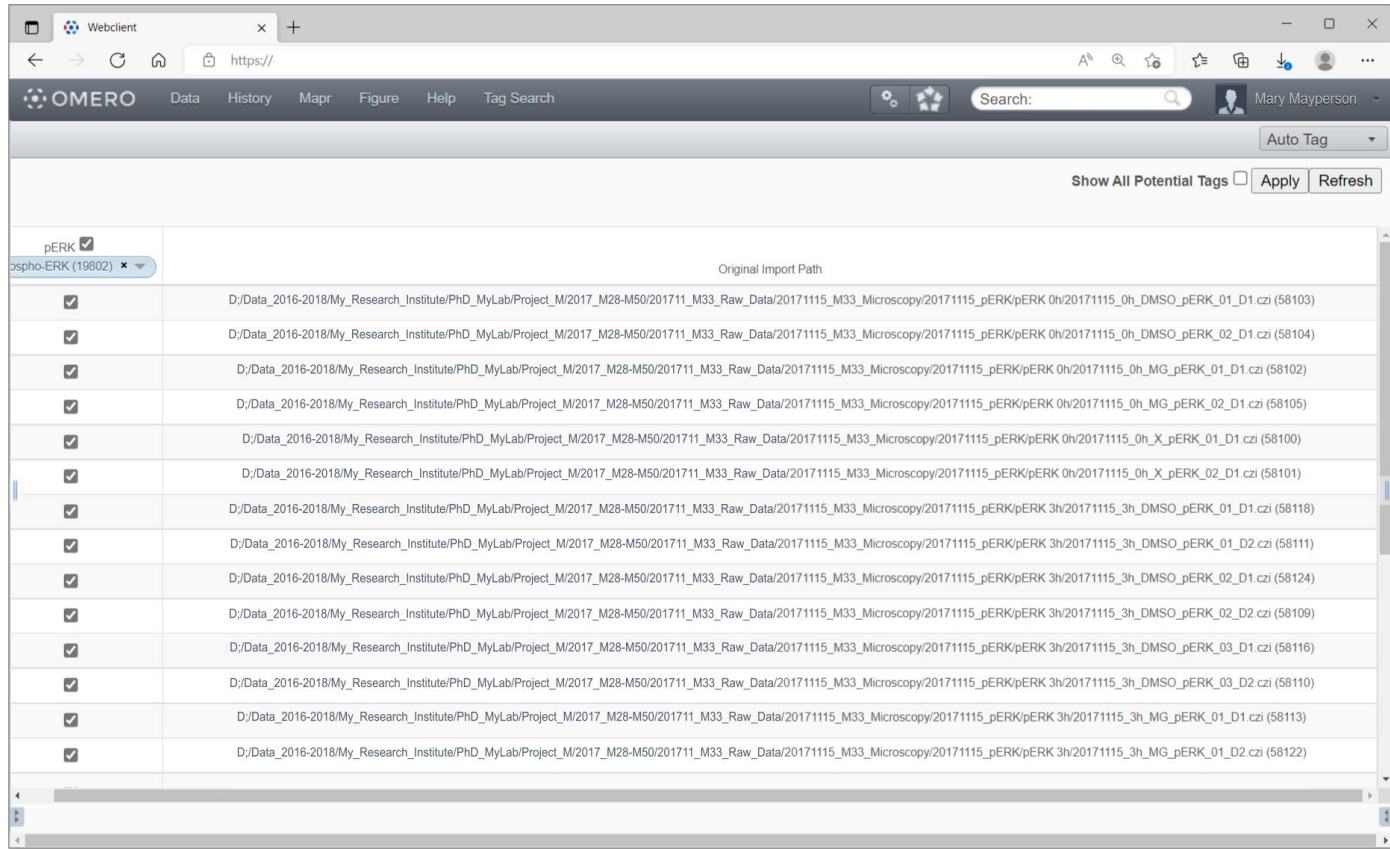 Webclient
https://
OMERO Data History Mapr Figure Help Tag Search Search: Mary Mayperson
Auto Tag
Show All Potential Tags Apply Refresh
pERK
ospho-ERK (19802) Original Import Path
D;/Data_2016-2018/My_Research_Institute/PhD_MyLab/Project_M/2017_M28-M50/201711_M33_Raw_Data/20171115_M33_Microscopy/20171115_pERK/pERK 0h/20171115_0h_DMSO_pERK_01_D1.czi (58103)
D;/Data_2016-2018/My_Research_Institute/PhD_MyLab/Project_M/2017_M28-M50/201711_M33_Raw_Data/20171115_M33_Microscopy/20171115_pERK/pERK 0h/20171115_0h_DMSO_pERK_02_D1.czi (58104)
D;/Data_2016-2018/My_Research_Institute/PhD_MyLab/Project_M/2017_M28-M50/201711_M33_Raw_Data/20171115_M33_Microscopy/20171115_pERK/pERK 0h/20171115_0h_MG_pERK_01_D1.czi (58102)
D;/Data_2016-2018/My_Research_Institute/PhD_MyLab/Project_M/2017_M28-M50/201711_M33_Raw_Data/20171115_M33_Microscopy/20171115_pERK/pERK 0h/20171115_0h_MG_pERK_02_D1.czi (58105)
D;/Data_2016-2018/My_Research_Institute/PhD_MyLab/Project_M/2017_M28-M50/201711_M33_Raw_Data/20171115_M33_Microscopy/20171115_pERK/pERK 0h/20171115_0h_X_pERK_01_D1.czi (58100)
D;/Data_2016-2018/My_Research_Institute/PhD_MyLab/Project_M/2017_M28-M50/201711_M33_Raw_Data/20171115_M33_Microscopy/20171115_pERK/pERK 0h/20171115_0h_X_pERK_02_D1.czi (58101)
D;/Data_2016-2018/My_Research_Institute/PhD_MyLab/Project_M/2017_M28-M50/201711_M33_Raw_Data/20171115_M33_Microscopy/20171115_pERK/pERK 3h/20171115_3h_DMSO_pERK_01_D1.czi (58118)
D;/Data_2016-2018/My_Research_Institute/PhD_MyLab/Project_M/2017_M28-M50/201711_M33_Raw_Data/20171115_M33_Microscopy/20171115_pERK/pERK 3h/20171115_3h_DMSO_pERK_01_D2.czi (58111)
D;/Data_2016-2018/My_Research_Institute/PhD_MyLab/Project_M/2017_M28-M50/201711_M33_Raw_Data/20171115_M33_Microscopy/20171115_pERK/pERK 3h/20171115_3h_DMSO_pERK_02_D1.czi (58124)
D;/Data_2016-2018/My_Research_Institute/PhD_MyLab/Project_M/2017_M28-M50/201711_M33_Raw_Data/20171115_M33_Microscopy/20171115_pERK/pERK 3h/20171115_3h_DMSO_pERK_02_D2.czi (58109)
D;/Data_2016-2018/My_Research_Institute/PhD_MyLab/Project_M/2017_M28-M50/201711_M33_Raw_Data/20171115_M33_Microscopy/20171115_pERK/pERK 3h/20171115_3h_DMSO_pERK_03_D1.czi (58116)
D;/Data_2016-2018/My_Research_Institute/PhD_MyLab/Project_M/2017_M28-M50/201711_M33_Raw_Data/20171115_M33_Microscopy/20171115_pERK/pERK 3h/20171115_3h_DMSO_pERK_03_D2.czi (58110)
D;/Data_2016-2018/My_Research_Institute/PhD_MyLab/Project_M/2017_M28-M50/201711_M33_Raw_Data/20171115_M33_Microscopy/20171115_pERK/pERK 3h/20171115_3h_MG_pERK_01_D1.czi (58113)
D;/Data_2016-2018/My_Research_Institute/PhD_MyLab/Project_M/2017_M28-M50/201711_M33_Raw_Data/20171115_M33_Microscopy/20171115_pERK/pERK 3h/20171115_3h_MG_pERK_01_D2.czi (58122)